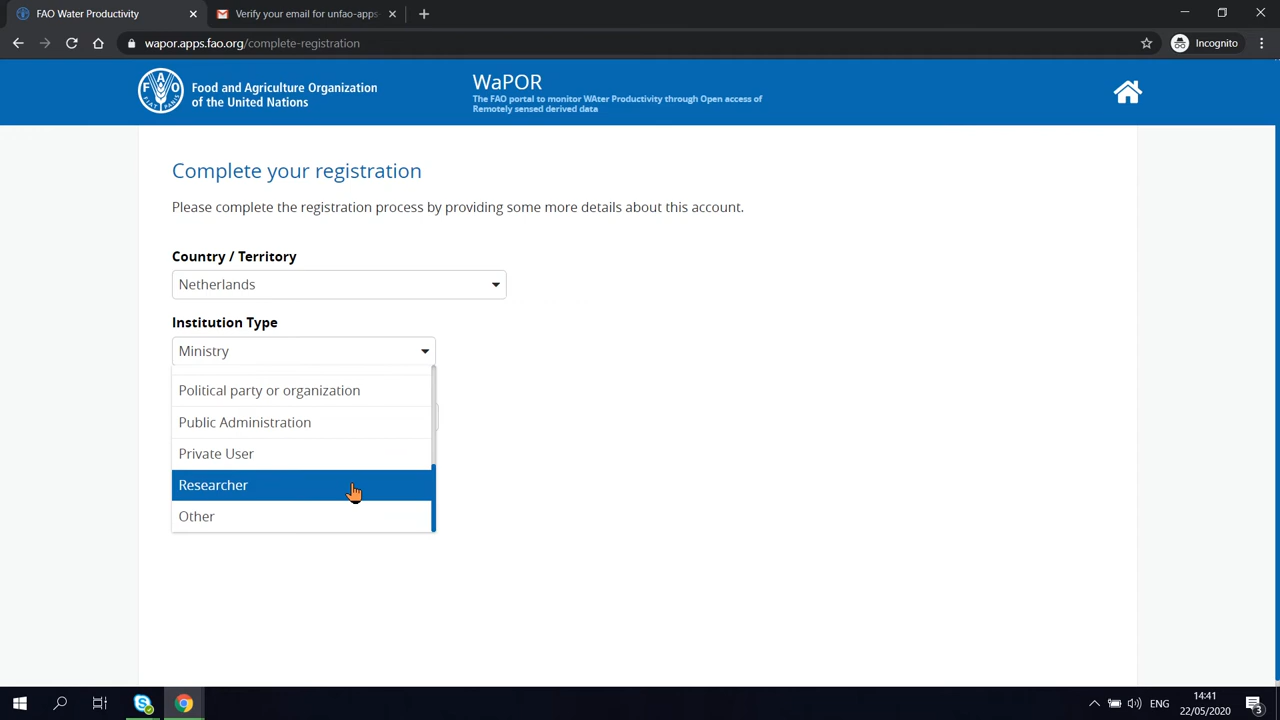 FAO Water Productivity
Verify your email for unfao-apps
wapor.apps.fao.org/complete-registration
Incognito
Food and Agriculture Organization
of the United Nations
WaPOR
The FAO portal to monitor WAter Productivity through Open access of
Remotely sensed derived data
Complete your registration
Please complete the registration process by providing some more details about this account.
Country / Territory
Netherlands
Institution Type
Ministry
Political party or organization
Public Administration
Private User
Researcher
Other
ENG
14:41
22/05/2020
3